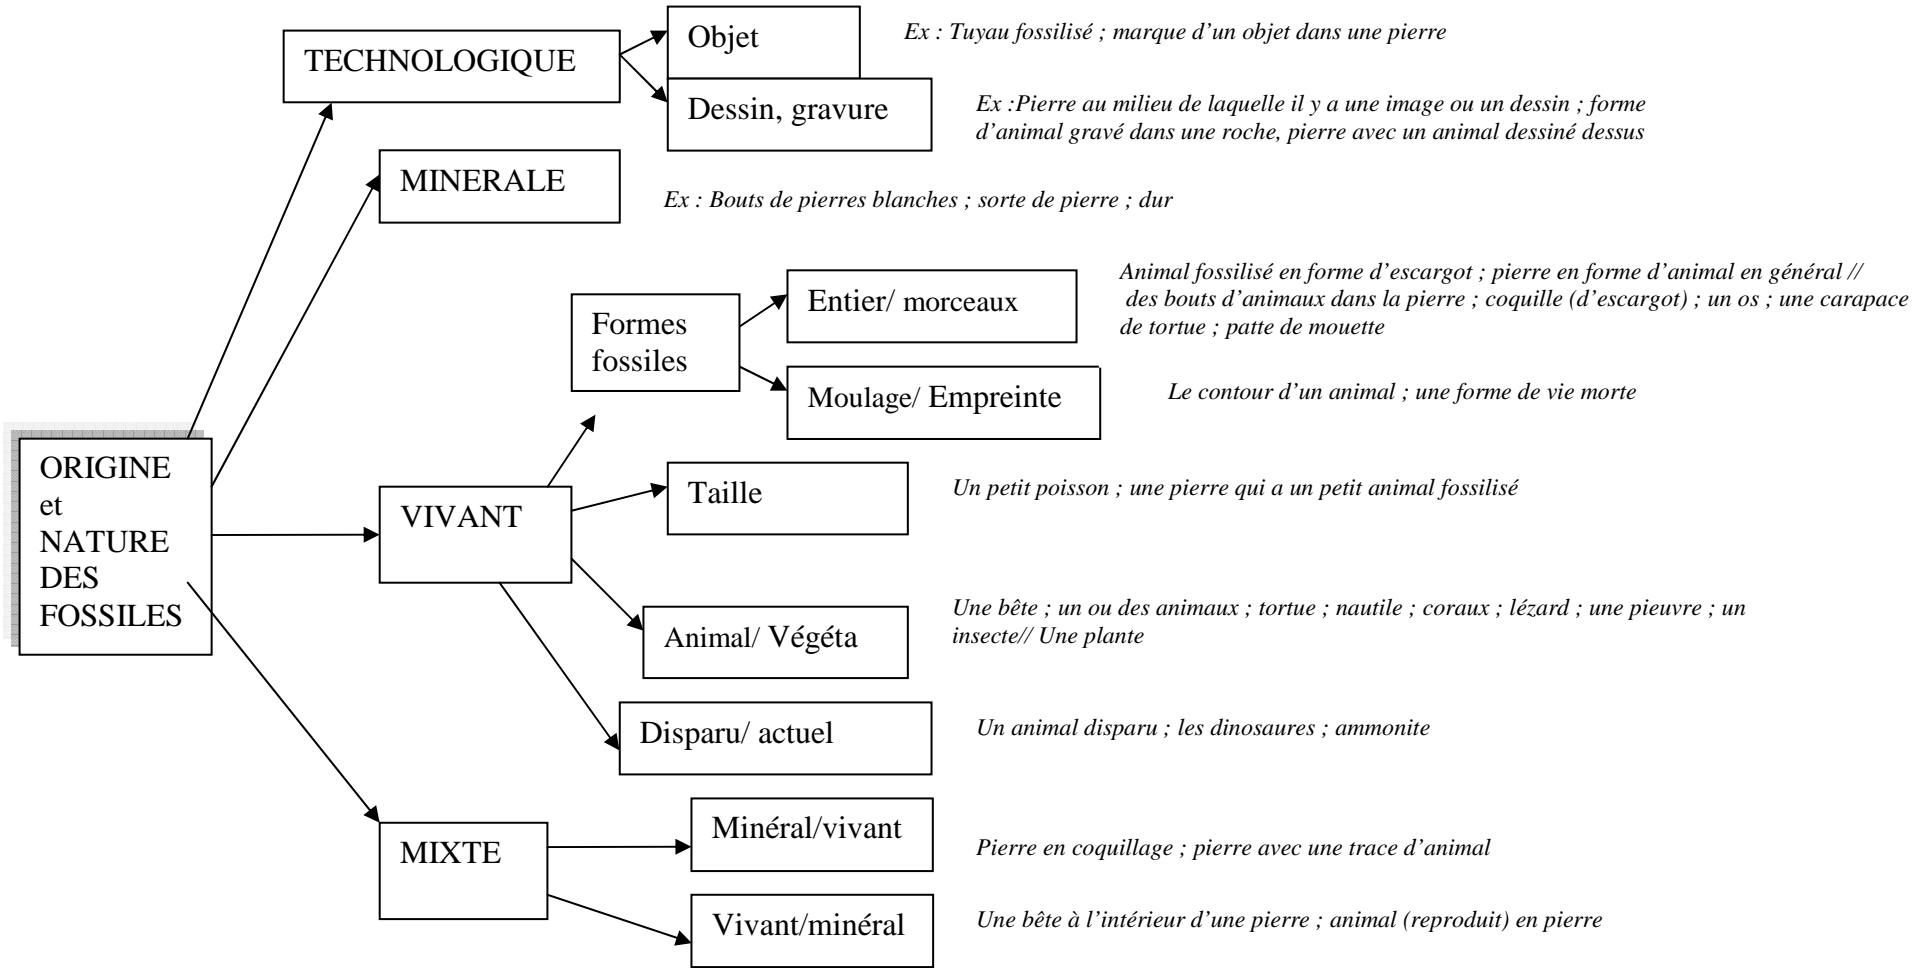 Objet
Ex : Tuyau fossilisé ; marque d’un objet dans une pierre
TECHNOLOGIQUE
Dessin, gravure
Ex :Pierre au milieu de laquelle il y a une image ou un dessin ; forme
d’animal gravé dans une roche, pierre avec un animal dessiné dessus
MINERALE
Ex : Bouts de pierres blanches ; sorte de pierre ; dur
Formes
fossiles
Entier/ morceaux
Animal fossilisé en forme d’escargot ; pierre en forme d’animal en général //
des bouts d’animaux dans la pierre ; coquille (d’escargot) ; un os ; une carapace
de tortue ; patte de mouette
Moulage/ Empreinte
Le contour d’un animal ; une forme de vie morte
ORIGINE
et
NATURE
DES
FOSSILES
VIVANT
Taille
Un petit poisson ; une pierre qui a un petit animal fossilisé
Animal/ Végéta
Une bête ; un ou des animaux ; tortue ; nautile ; coraux ; lézard ; une pieuvre ; un
insecte// Une plante
Disparu/ actuel
Un animal disparu ; les dinosaures ; ammonite
MIXTE
Minéral/vivant
Pierre en coquillage ; pierre avec une trace d’animal
Vivant/minéral
Une bête à l’intérieur d’une pierre ; animal (reproduit) en pierre